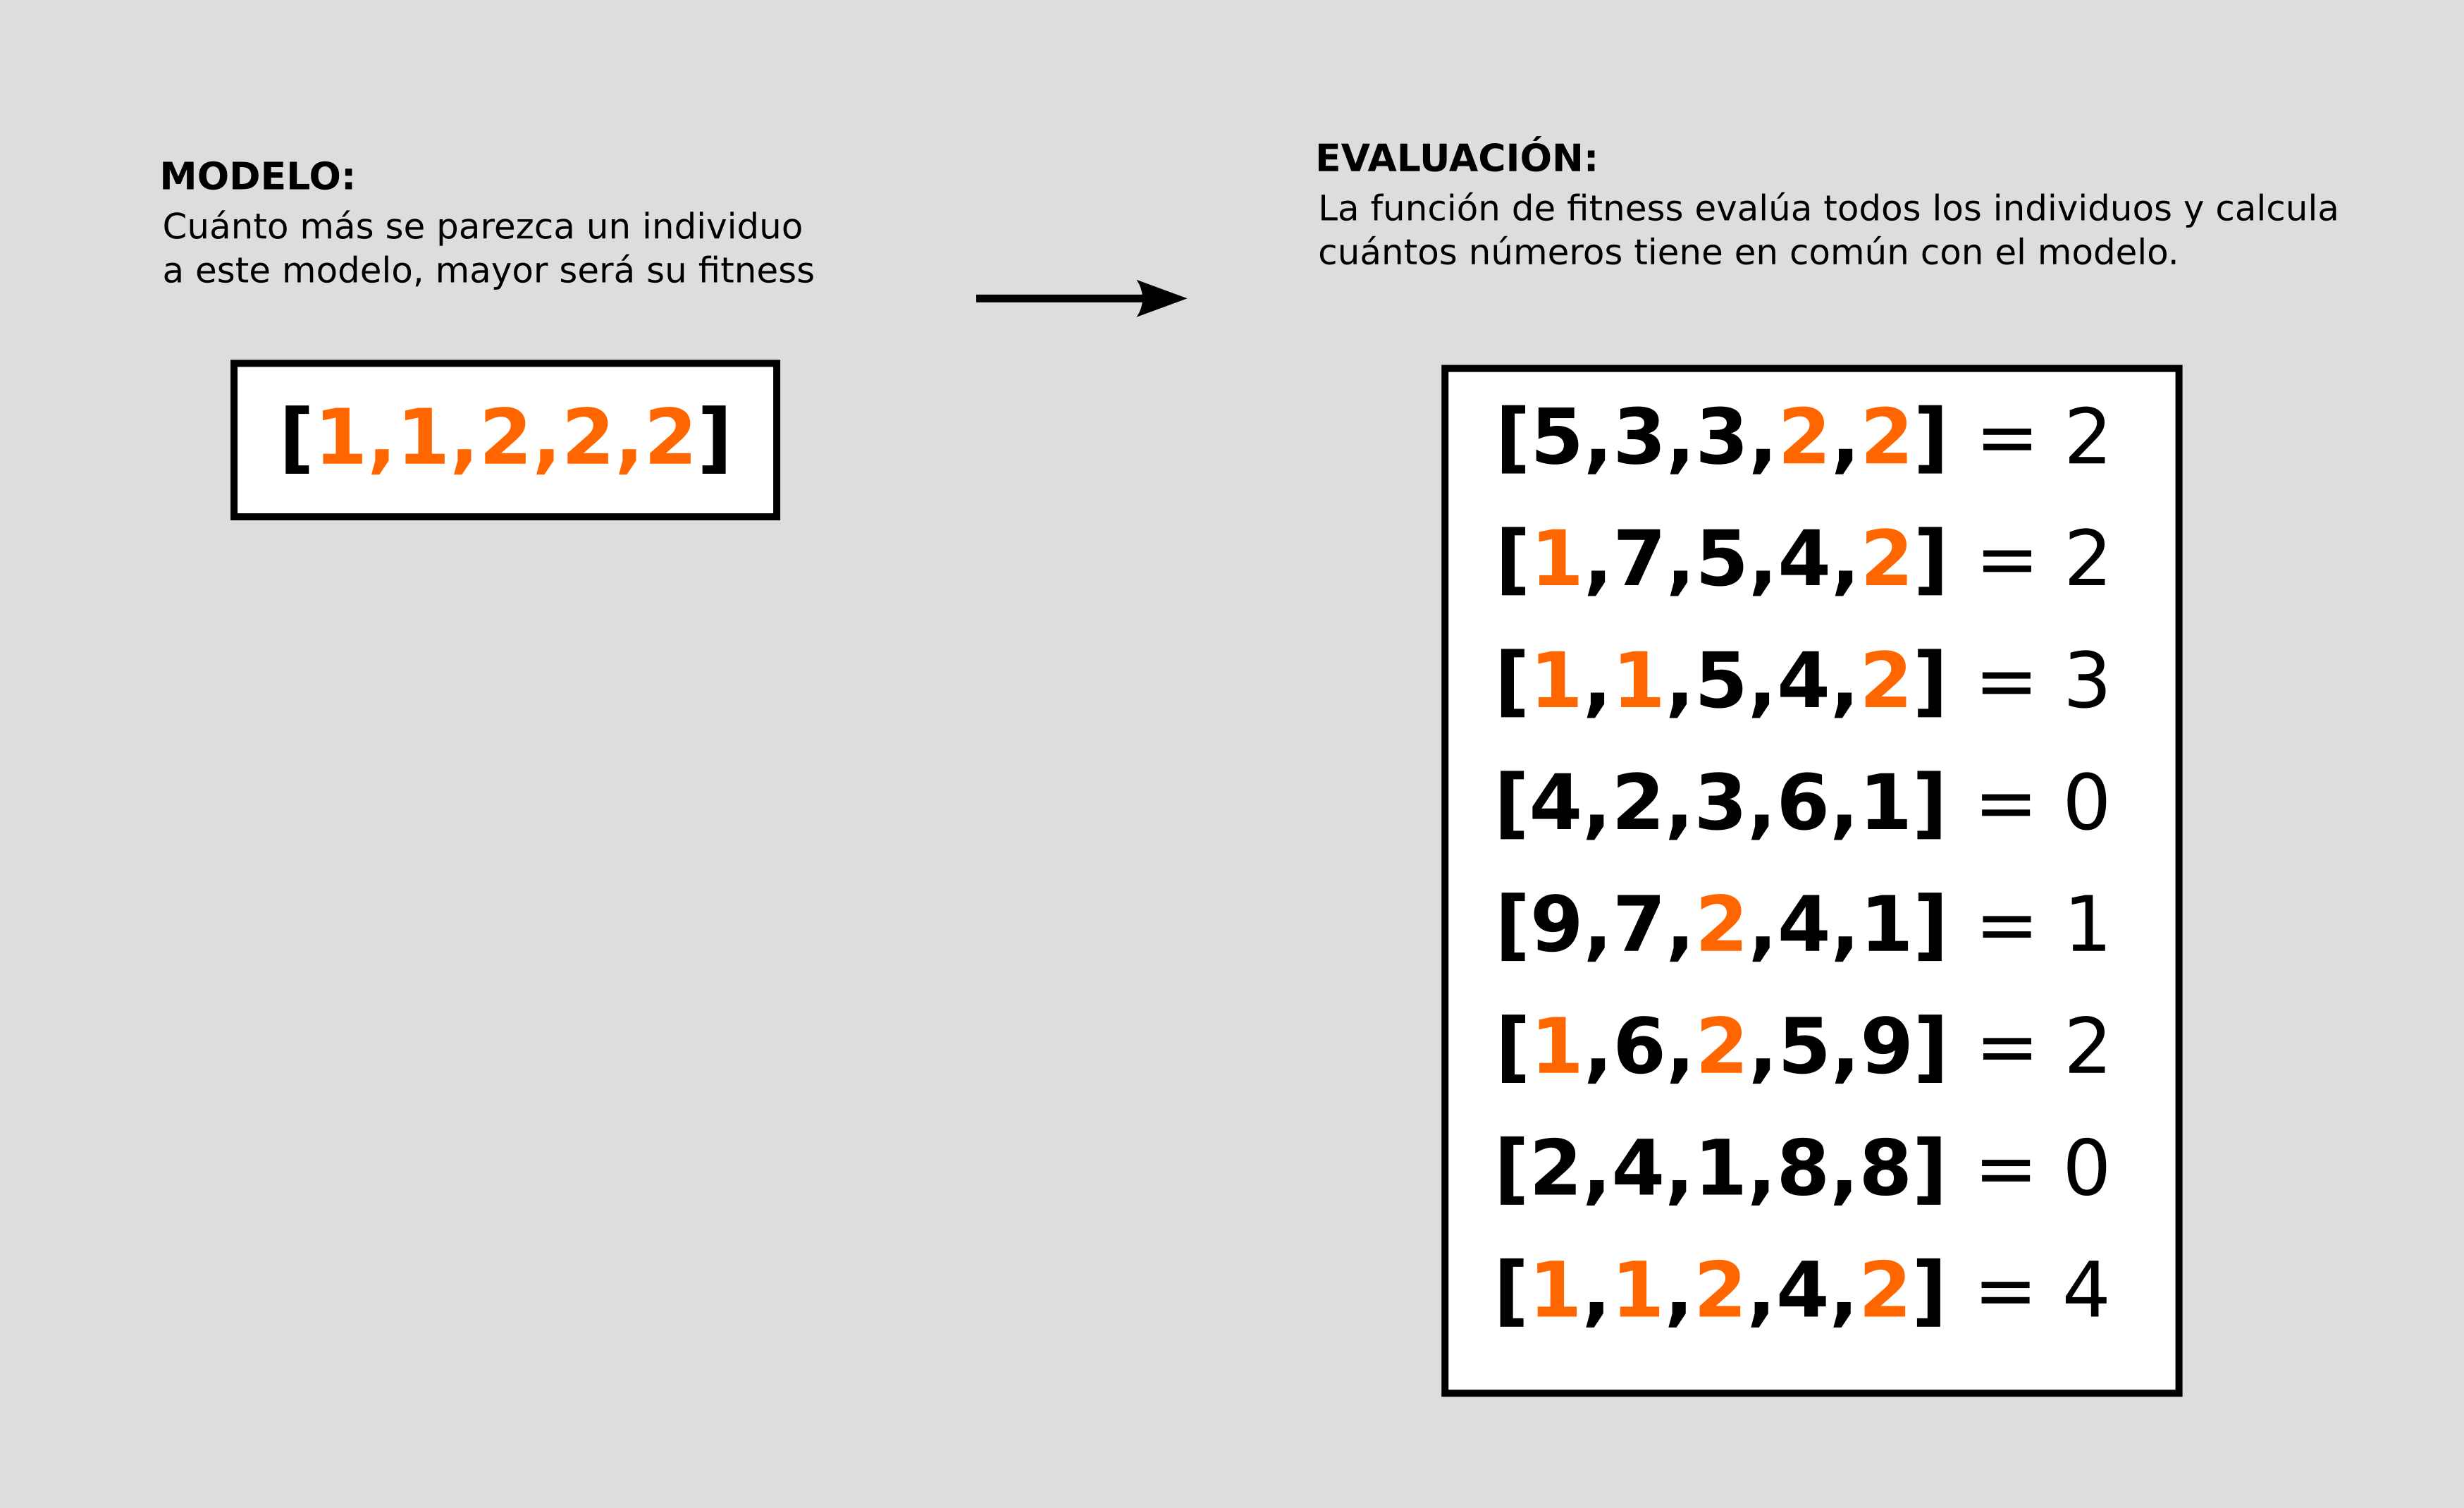 MODELO:
Cuánto más se parezca un individuo
a este modelo, mayor será su fitness
[1,1,2,2,2]
EVALUACIÓN:
La función de fitness evalúa todos los individuos y calcula
cuántos números tiene en común con el modelo.
[5,3,3,2,2] = 2
[1,7,5,4,2] = 2
[1,1,5,4,2] = 3
[4,2,3,6,1] = 0
[9,7,2,4,1] = 1
[1,6,2,5,9] = 2
[2,4,1,8,8] = 0
[1,1,2,4,2] = 4